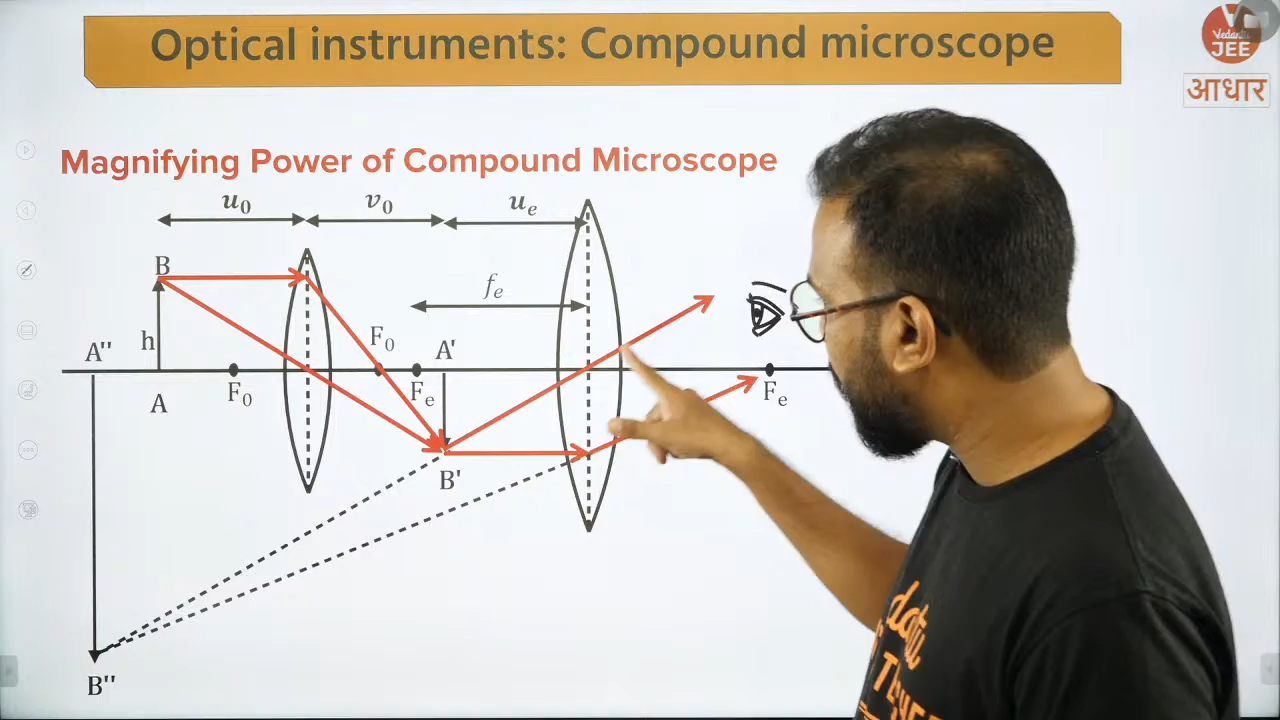 Optical instruments: Compound microscope
Vedantu
JEE
आधार
Magnifying Power of Compound Microscope
u₀ v₀ uₑ
B
fₑ
h
F₀
A''
A'
F₀
Fₑ
Fₑ
A
B'
B''